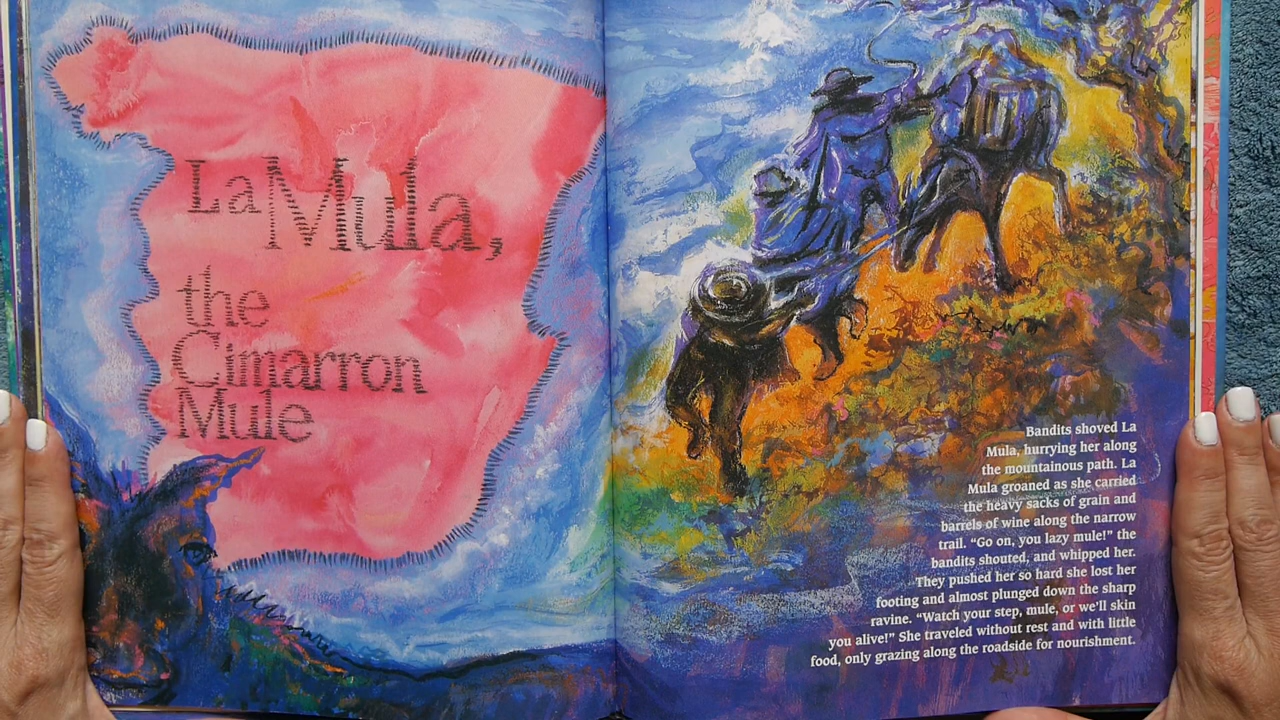 La Mula,
the
Cimarron
Mule
Bandits shoved La
Mula, hurrying her along
the mountainous path. La
Mula groaned as she carried
the heavy sacks of grain and
barrels of wine along the narrow
trail. “Go on, you lazy mule!” the
bandits shouted, and whipped her.
They pushed her so hard she lost her
footing and almost plunged down the sharp
ravine. “Watch your step, mule, or we’ll skin
you alive!” She traveled without rest and with little
food, only grazing along the roadside for nourishment.